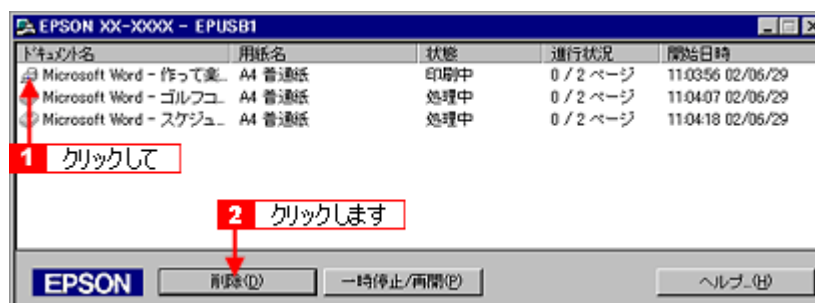 EPSON XX-XXXX - EPUSB1
ドキュメント名 用紙名 状態 進行状況 開始日時
Microsoft Word - 作って楽... A4 普通紙 印刷中 0 / 2 ページ 11:03:56 02/06/29
Microsoft Word - ゴルフコ... A4 普通紙 処理中 0 / 2 ページ 11:04:07 02/06/29
Microsoft Word - スケジュ... A4 普通紙 処理中 0 / 2 ページ 11:04:18 02/06/29
1 クリックして
2 クリックします
EPSON 削除(D) 一時停止/再開(P) ヘルプ...(H)